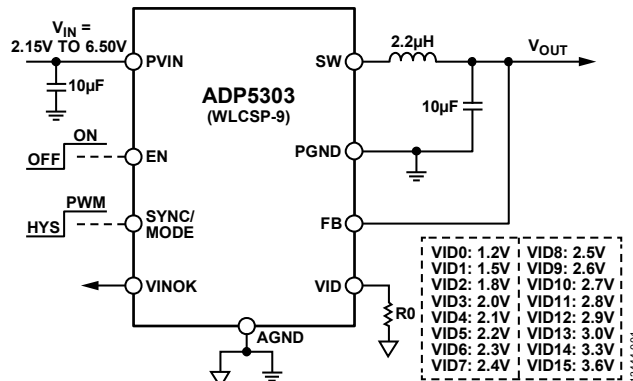 V_IN =
2.15V TO 6.50V
PVIN
10µF
ADP5303
(WLCSP-9)
SW
2.2µH
V_OUT
10µF
PGND
ON
OFF
EN
PWM
HYS
SYNC/
MODE
FB
VINOK
VID
R0
AGND
VID0: 1.2V
VID1: 1.5V
VID2: 1.8V
VID3: 2.0V
VID4: 2.1V
VID5: 2.2V
VID6: 2.3V
VID7: 2.4V
VID8: 2.5V
VID9: 2.6V
VID10: 2.7V
VID11: 2.8V
VID12: 2.9V
VID13: 3.0V
VID14: 3.3V
VID15: 3.6V